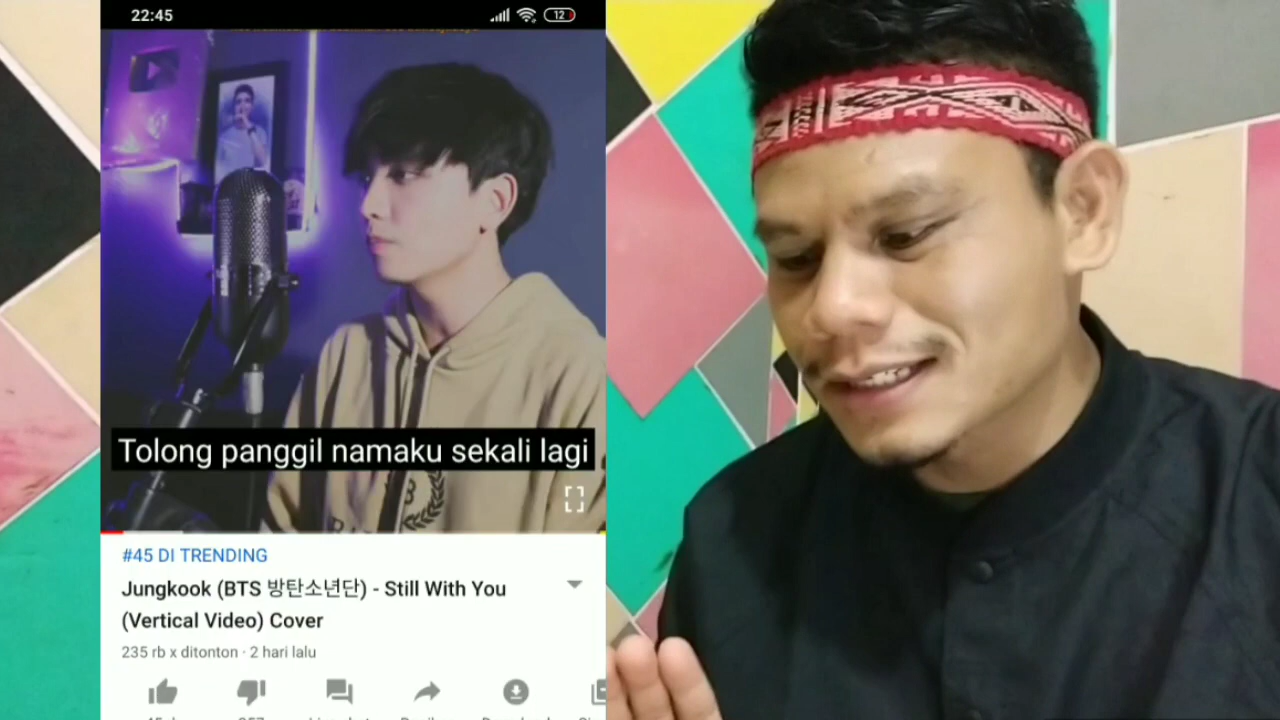 22:45
12
Tolong panggil namaku sekali lagi
#45 DI TRENDING
Jungkook (BTS 방탄소년단) - Still With You
(Vertical Video) Cover
235 rb x ditonton · 2 hari lalu